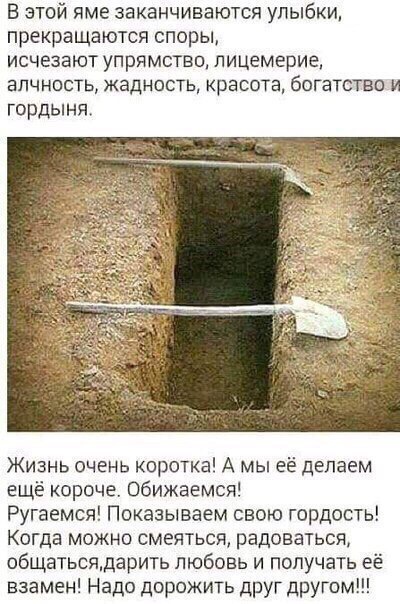 В этой яме заканчиваются улыбки,
прекращаются споры,
исчезают упрямство, лицемерие,
алчность, жадность, красота, богатство и
гордыня.
Жизнь очень коротка! А мы её делаем
ещё короче. Обижаемся!
Ругаемся! Показываем свою гордость!
Когда можно смеяться, радоваться,
общаться,дарить любовь и получать её
взамен! Надо дорожить друг другом!!!